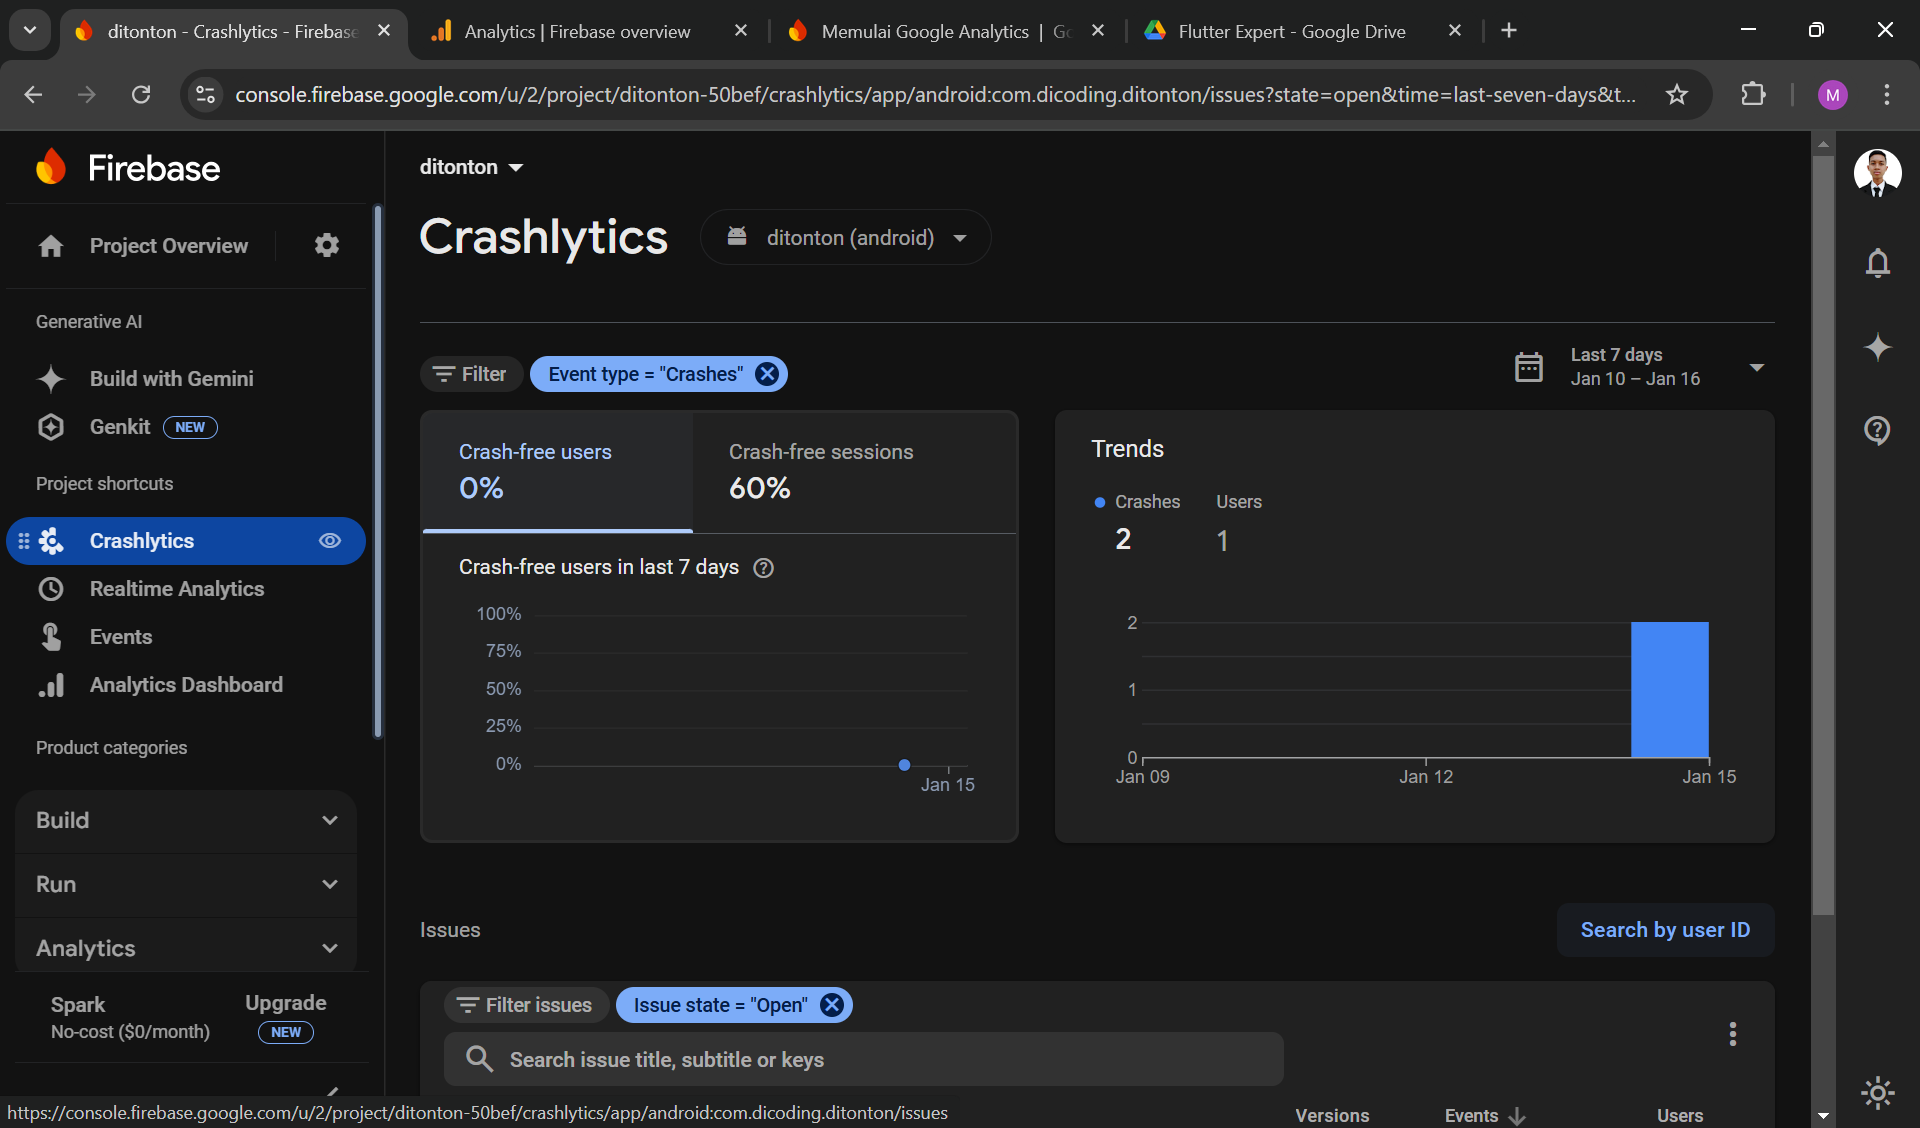 ditonton - Crashlytics - Firebase
Analytics | Firebase overview
Memulai Google Analytics | Go
Flutter Expert - Google Drive
console.firebase.google.com/u/2/project/ditonton-50bef/crashlytics/app/android:com.dicoding.ditonton/issues?state=open&time=last-seven-days&t...
M
Firebase
Project Overview
Generative AI
Build with Gemini
Genkit NEW
Project shortcuts
Crashlytics
Realtime Analytics
Events
Analytics Dashboard
Product categories
Build
Run
Analytics
Spark
No-cost ($0/month)
Upgrade
NEW
ditonton
Crashlytics
ditonton (android)
Filter
Event type = "Crashes"
Last 7 days
Jan 10 – Jan 16
Crash-free users
0%
Crash-free sessions
60%
Crash-free users in last 7 days
100%
75%
50%
25%
0%
Jan 15
Trends
Crashes
2
Users
1
2
1
0
Jan 09
Jan 12
Jan 15
Issues
Search by user ID
Filter issues
Issue state = "Open"
Search issue title, subtitle or keys
Versions
Events
Users
https://console.firebase.google.com/u/2/project/ditonton-50bef/crashlytics/app/android:com.dicoding.ditonton/issues